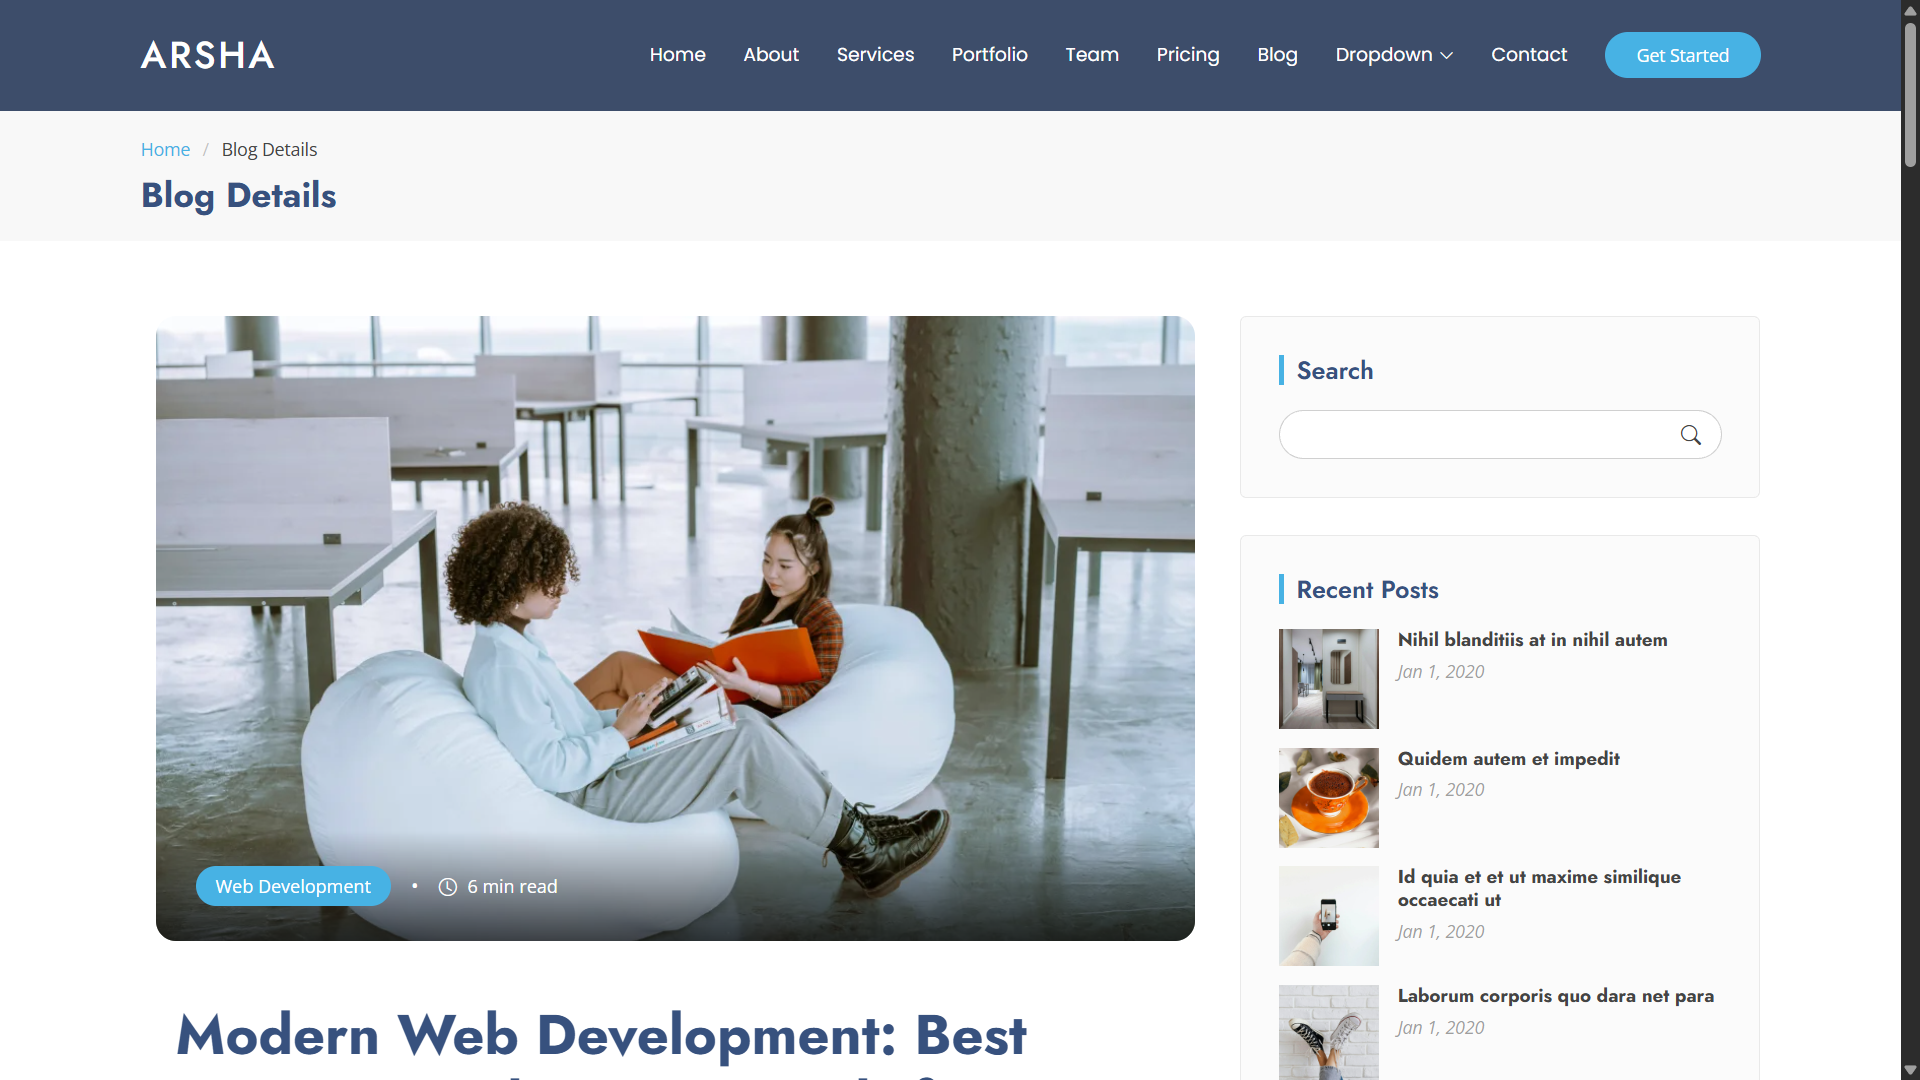 ARSHA
Home About Services Portfolio Team Pricing Blog Dropdown Contact Get Started
Home / Blog Details
Blog Details
Web Development • 6 min read
Modern Web Development: Best
Search
Recent Posts
Nihil blanditiis at in nihil autem
Jan 1, 2020
Quidem autem et impedit
Jan 1, 2020
Id quia et et ut maxime similique
occaecati ut
Jan 1, 2020
Laborum corporis quo dara net para
Jan 1, 2020